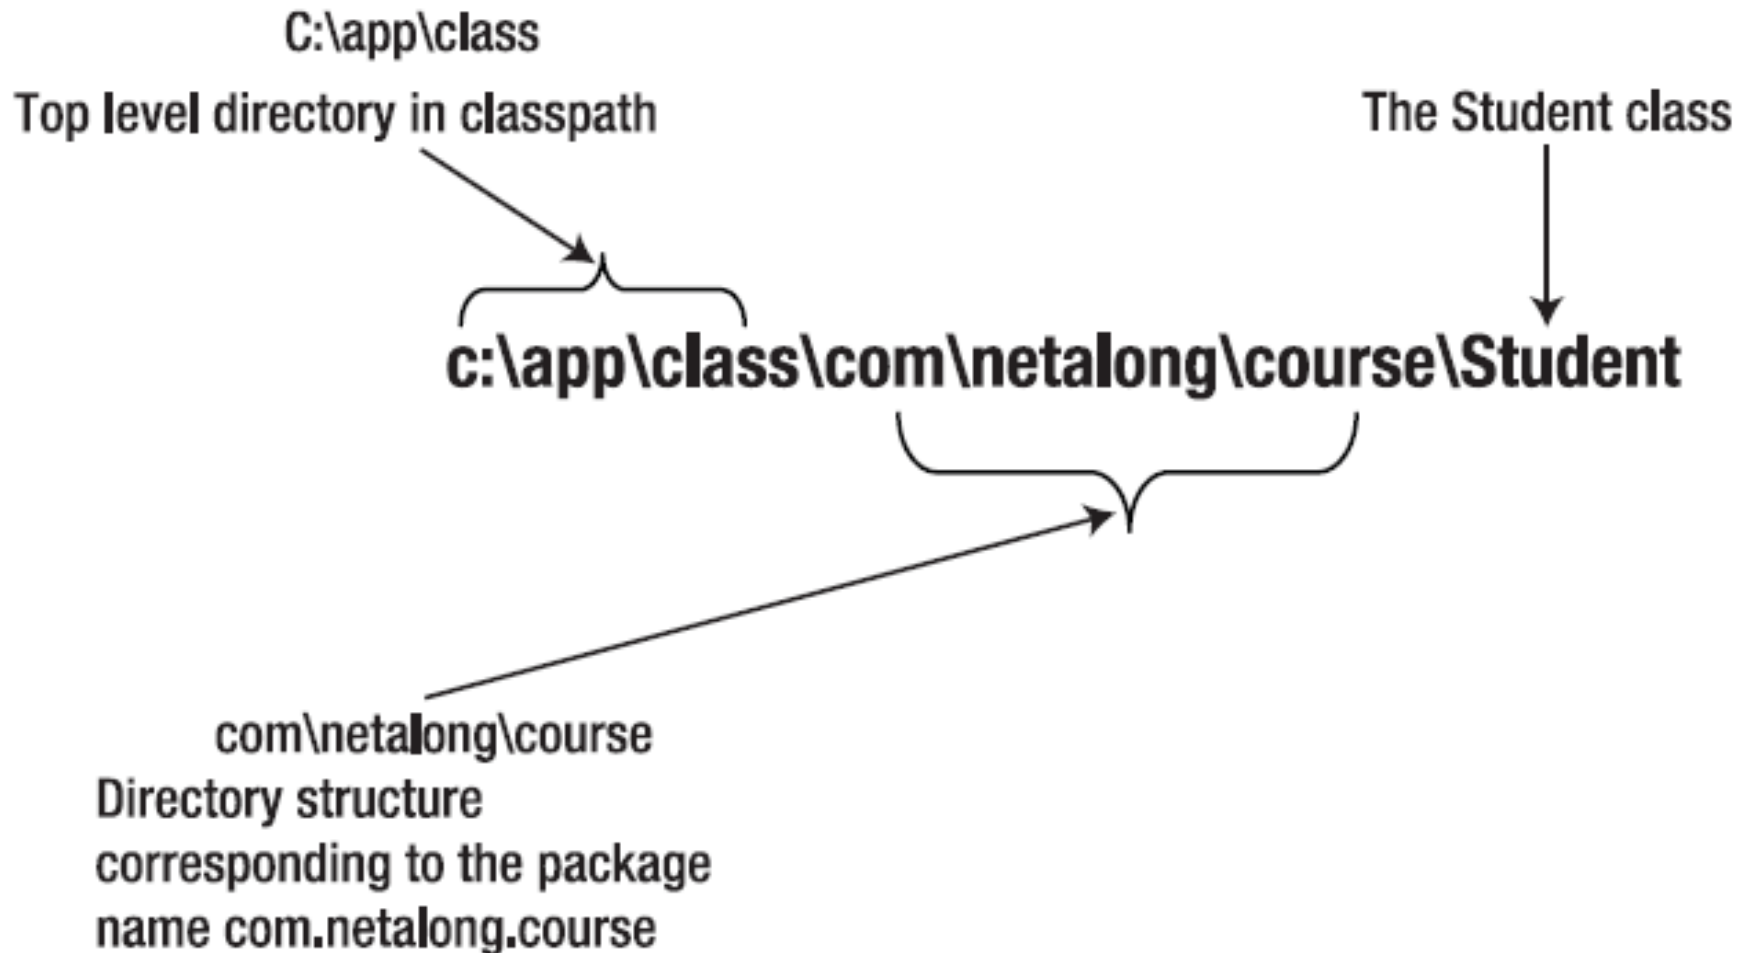 C:\app\class
Top level directory in classpath
The Student class
c:\app\class\com\netalong\course\Student
com\netalong\course
Directory structure
corresponding to the package
name com.netalong.course